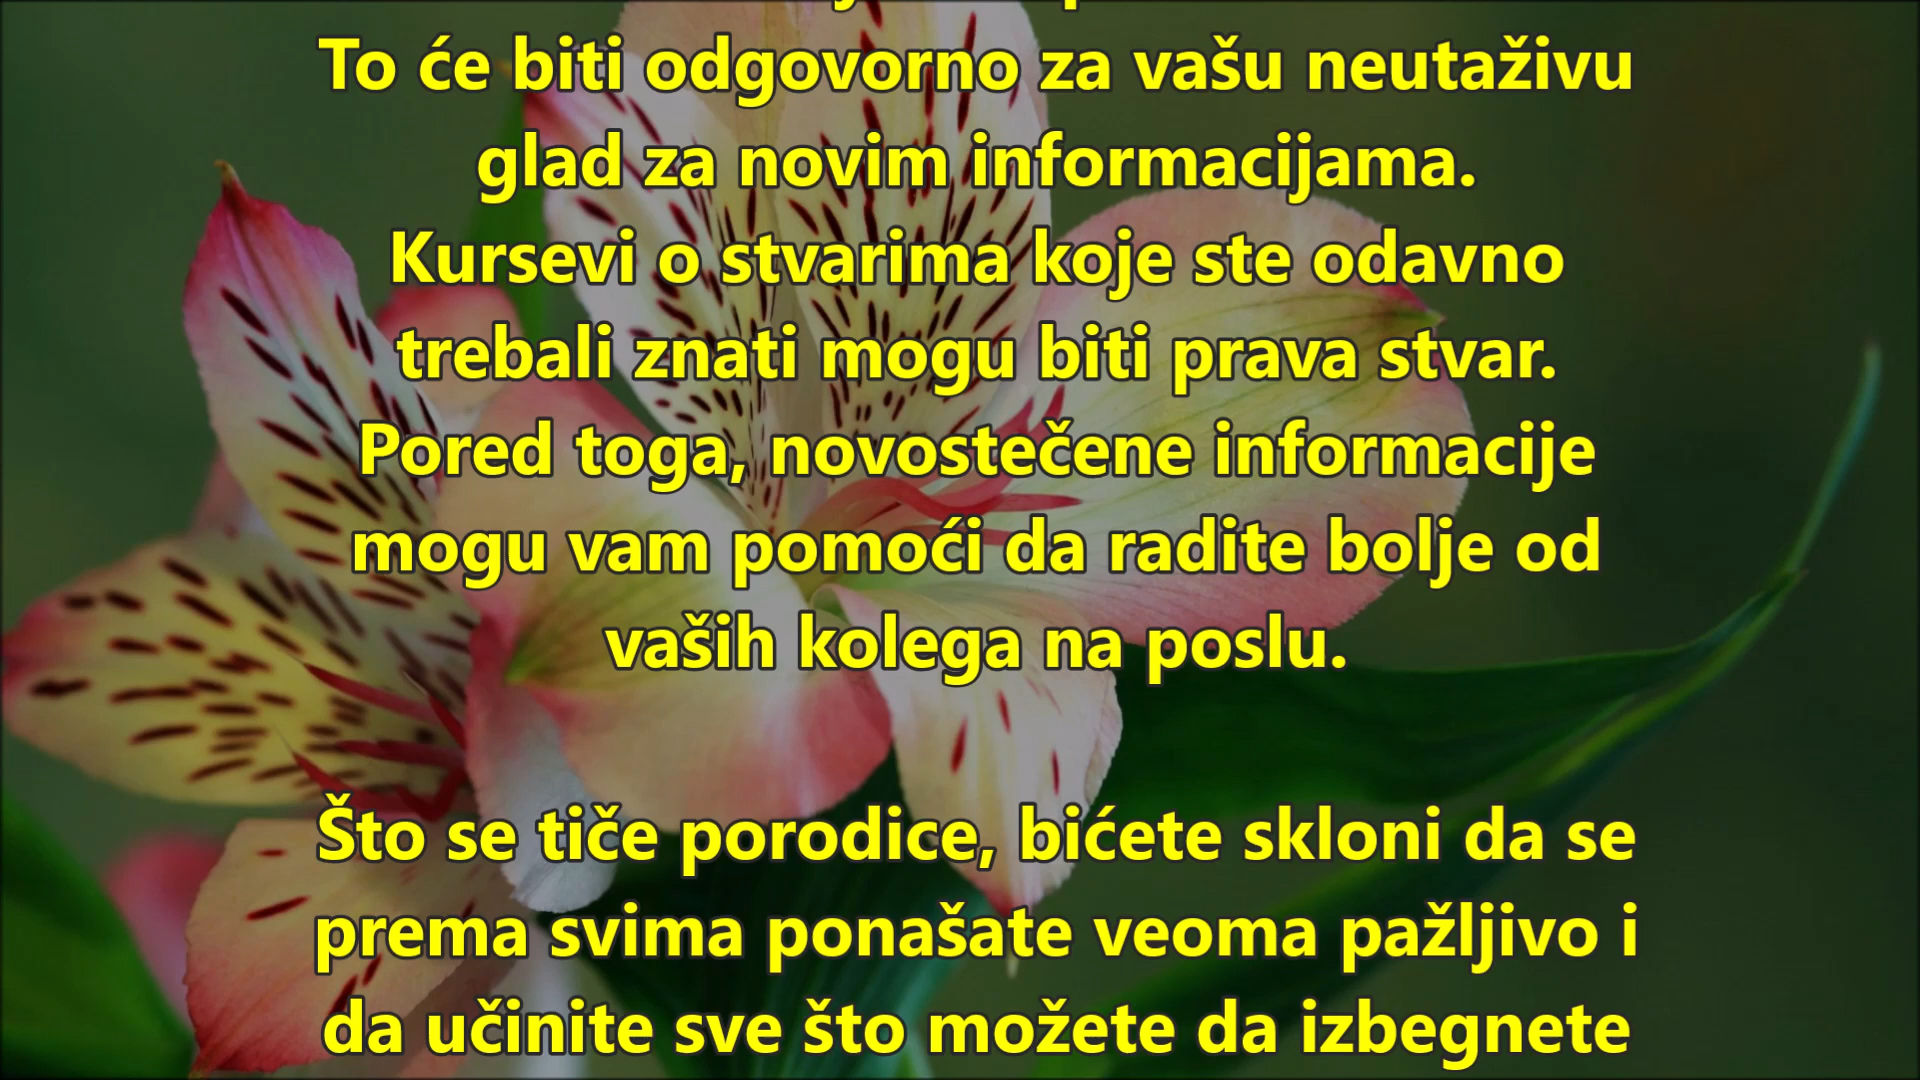 To će biti odgovorno za vašu neutaživu
glad za novim informacijama.
Kursevi o stvarima koje ste odavno
trebali znati mogu biti prava stvar.
Pored toga, novostečene informacije
mogu vam pomoći da radite bolje od
vaših kolega na poslu.
Što se tiče porodice, bićete skloni da se
prema svima ponašate veoma pažljivo i
da učinite sve što možete da izbegnete